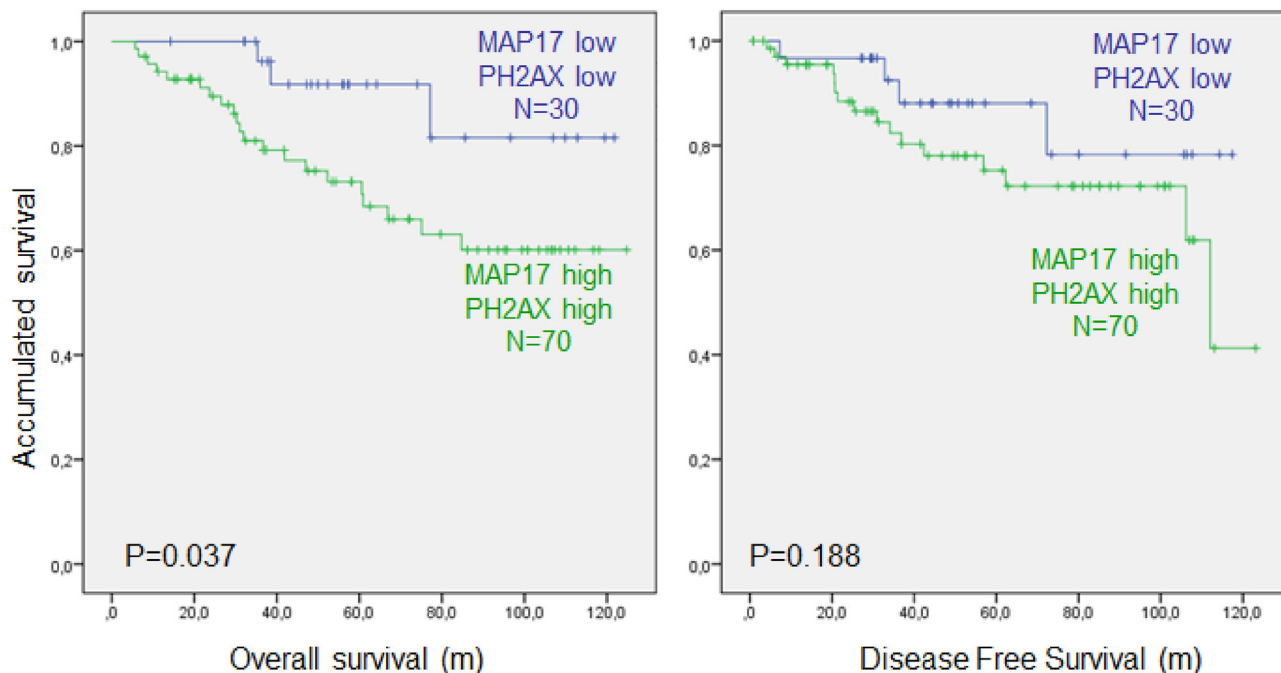 Accumulated survival
1,0
0,8
0,6
0,4
0,2
0,0
MAP17 low
PH2AX low
N=30
MAP17 high
PH2AX high
N=70
P=0.037
,0
20,0
40,0
60,0
80,0
100,0
120,0
Overall survival (m)
1,0
0,8
0,6
0,4
0,2
0,0
MAP17 low
PH2AX low
N=30
MAP17 high
PH2AX high
N=70
P=0.188
,0
20,0
40,0
60,0
80,0
100,0
120,0
Disease Free Survival (m)